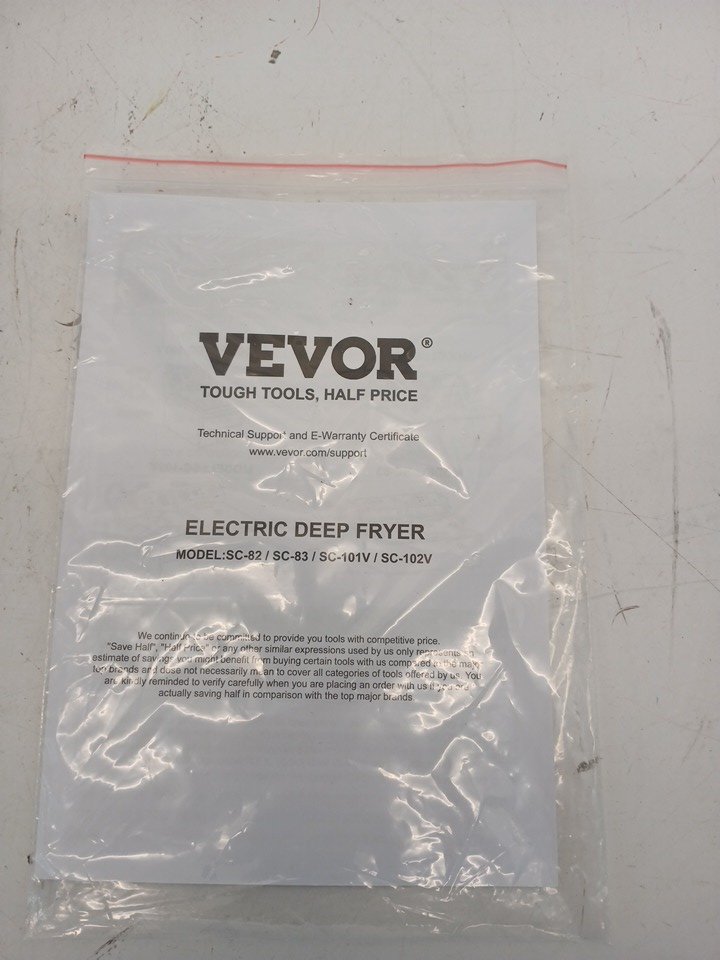 VEVOR®
TOUGH TOOLS, HALF PRICE
Technical Support and E-Warranty Certificate
www.vevor.com/support
ELECTRIC DEEP FRYER
MODEL:SC-82 / SC-83 / SC-101V / SC-102V
We continue to be committed to provide you tools with competitive price.
"Save Half", "Half Price" or any other similar expressions used by us only represents an
estimate of savings you might benefit from buying certain tools with us compared to the major
top brands and dose not necessarily mean to cover all categories of tools offered by us. You
are kindly reminded to verify carefully when you are placing an order with us if you are
actually saving half in comparison with the top major brands.